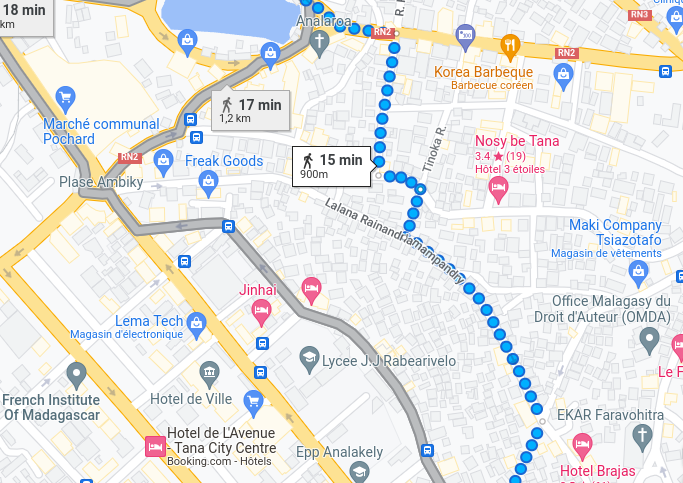 18 min
km
Analaroa
R.
RN2
RN3
RN2
Korea Barbeque
Barbecue coréen
17 min
1,2 km
Marché communal
Pochard
RN2
Freak Goods
Plase Ambiky
15 min
900m
Tinoka R.
Nosy be Tana
3.4 ★ (19)
Hôtel 3 étoiles
Lalana Rainandriamampandry
Maki Company
Tsiazotafo
Magasin de vêtements
Jinhai
Lema Tech
Magasin d'électronique
Office Malagasy du
Droit d'Auteur (OMDA)
Le F
Lycee J.J Rabearivelo
French Institute
Of Madagascar
Hotel de Ville
EKAR Faravohitra
Hotel de L'Avenue
- Tana City Centre
Booking.com - Hôtels
Epp Analakely
Hotel Brajas